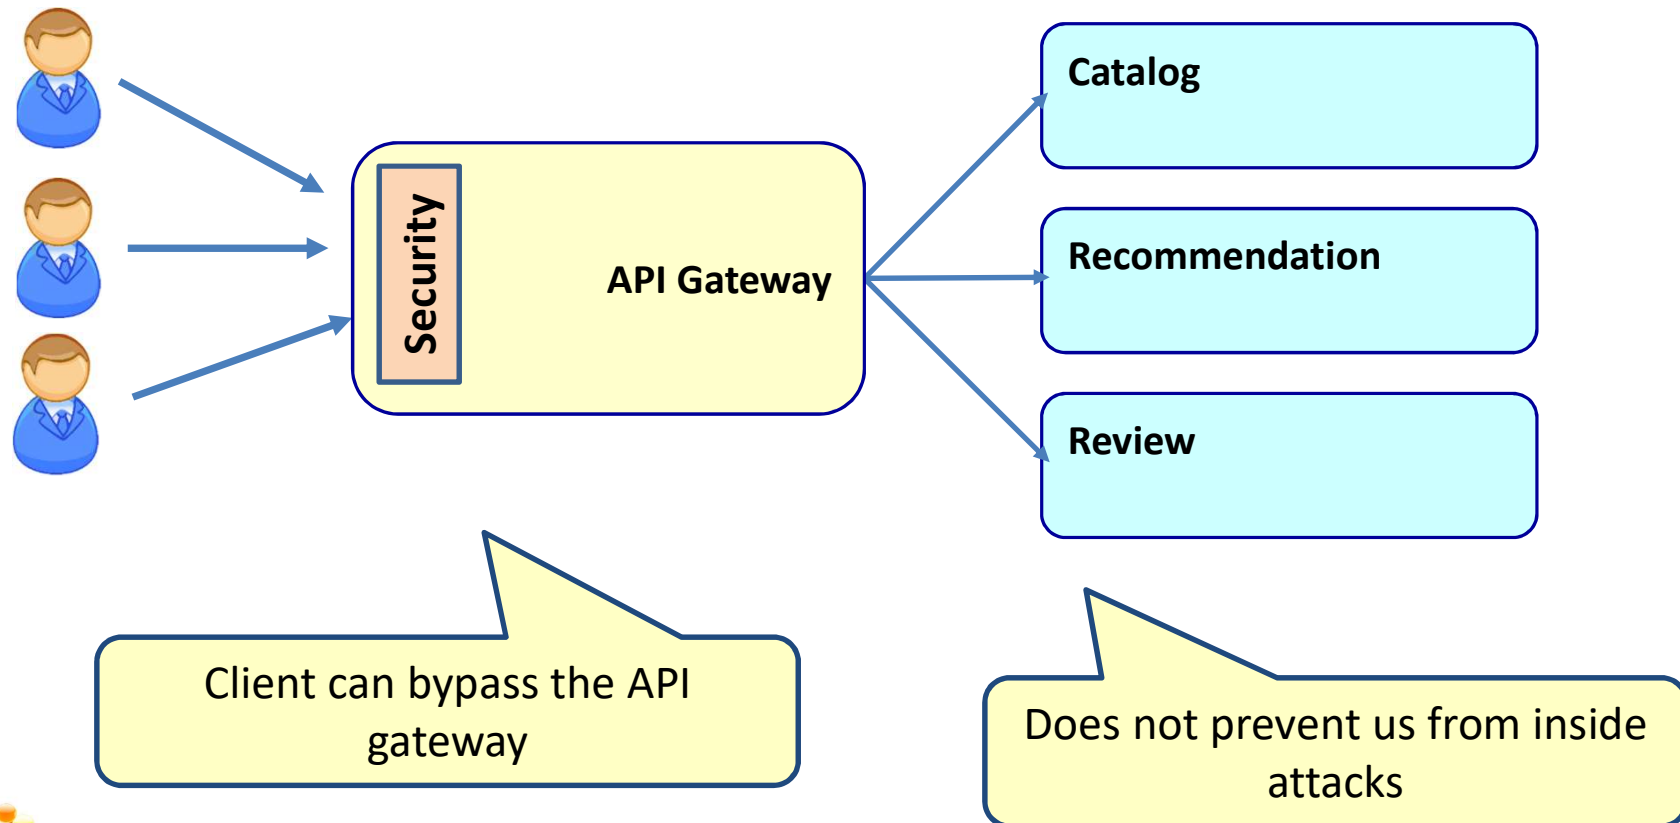 Catalog
Security
API Gateway
Recommendation
Review
Client can bypass the API
gateway
Does not prevent us from inside
attacks